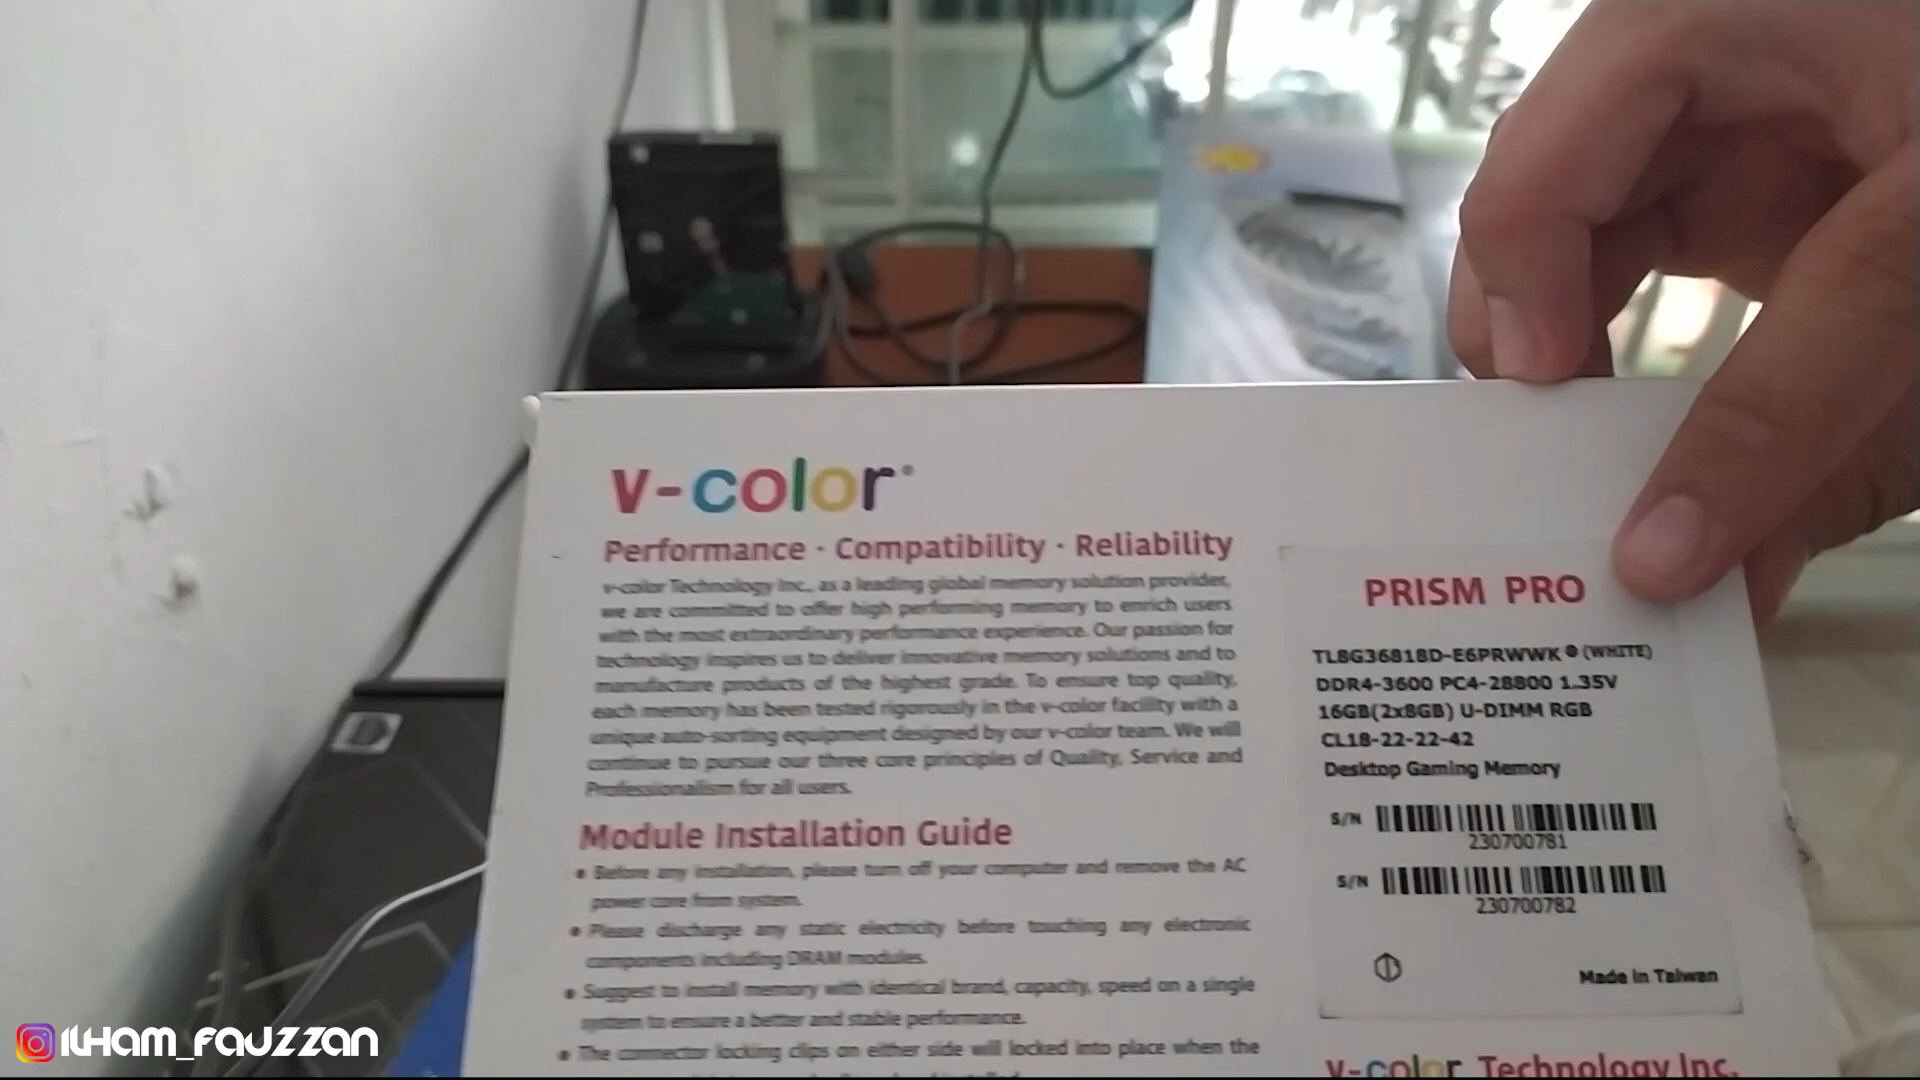 v-color®
Performance · Compatibility · Reliability
v-color Technology Inc., as a leading global memory solution provider,
we are committed to offer high performing memory to enrich users
with the most extraordinary performance experience. Our passion for
technology inspires us to deliver innovative memory solutions and to
manufacture products of the highest grade. To ensure top quality,
each memory has been tested rigorously in the v-color facility with a
unique auto-sorting equipment designed by our v-color team. We will
continue to pursue our three core principles of Quality, Service and
Professionalism for all users.
Module Installation Guide
• Before any installation, please turn off your computer and remove the AC
power core from system.
• Please discharge any static electricity before touching any electronic
components including DRAM modules.
• Suggest to install memory with identical brand, capacity, speed on a single
system to ensure a better and stable performance.
• The connector locking clips on either side will locked into place when the
PRISM PRO
TL8G36818D-E6PRWWK (WHITE)
DDR4-3600 PC4-28800 1.35V
16GB(2x8GB) U-DIMM RGB
CL18-22-22-42
Desktop Gaming Memory
S/N
230700781
S/N
230700782
Made in Taiwan
v-color Technology Inc.
ILHAM_FAUZZAN